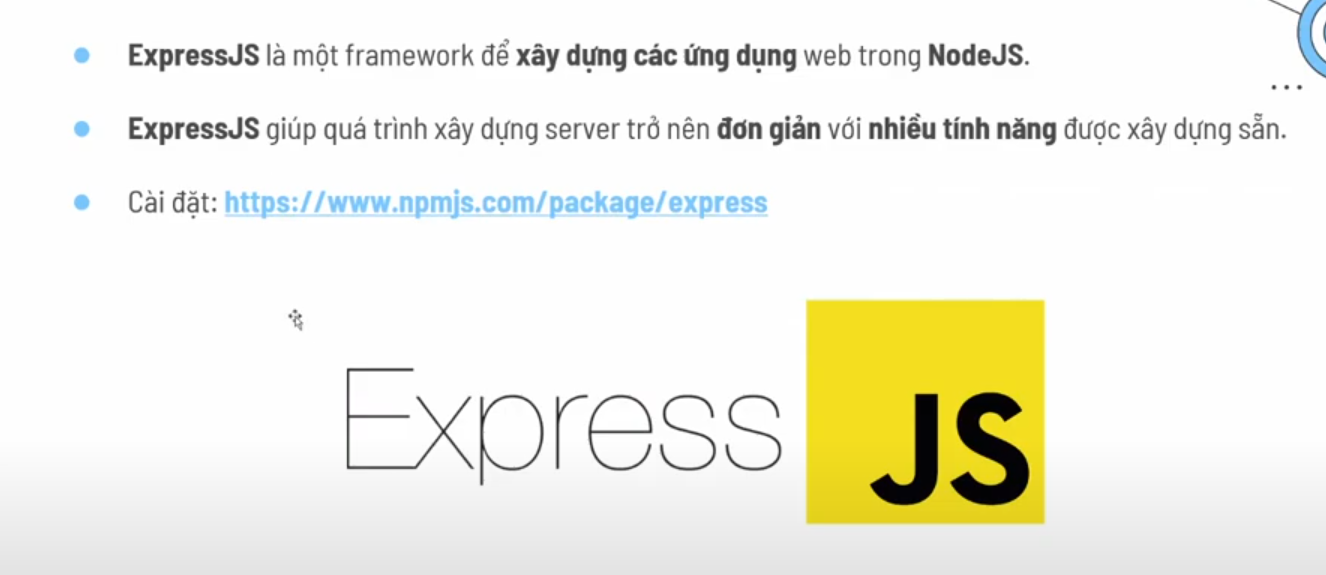 ExpressJS là một framework để xây dựng các ứng dụng web trong NodeJS.
ExpressJS giúp quá trình xây dựng server trở nên đơn giản với nhiều tính năng được xây dựng sẵn.
Cài đặt: https://www.npmjs.com/package/express
Express JS